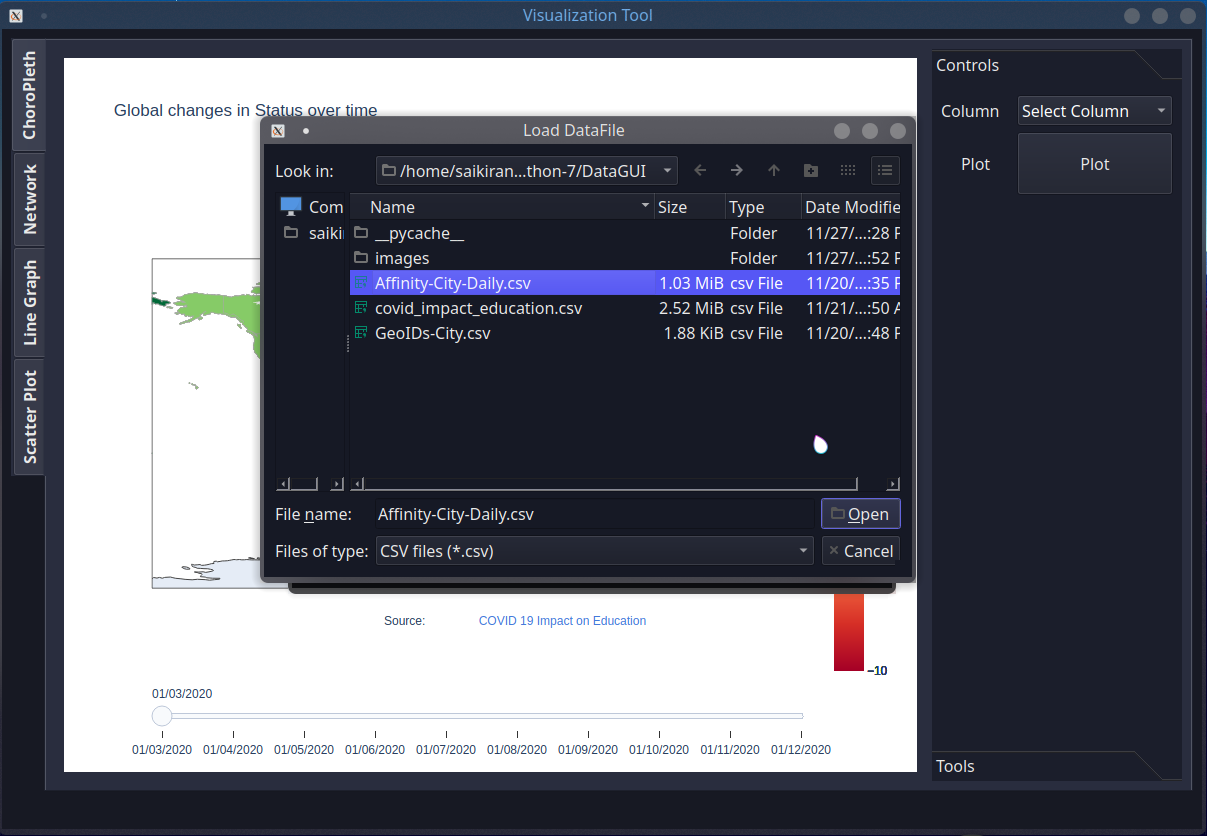 Visualization Tool
ChoroPleth
Network
Line Graph
Scatter Plot
Global changes in Status over time
Load DataFile
Look in:
/home/saikiran...thon-7/DataGUI
Com
saikir
Name Size Type Date Modifie
__pycache__ Folder 11/27/...:28 P
images Folder 11/27/...:52 P
Affinity-City-Daily.csv 1.03 MiB csv File 11/20/...:35 P
covid_impact_education.csv 2.52 MiB csv File 11/21/...:50 A
GeoIDs-City.csv 1.88 KiB csv File 11/20/...:48 P
File name: Affinity-City-Daily.csv Open
Files of type: CSV files (*.csv) Cancel
Source: COVID 19 Impact on Education
−10
01/03/2020
01/03/2020 01/04/2020 01/05/2020 01/06/2020 01/07/2020 01/08/2020 01/09/2020 01/10/2020 01/11/2020 01/12/2020
Controls
Column Select Column
Plot Plot
Tools